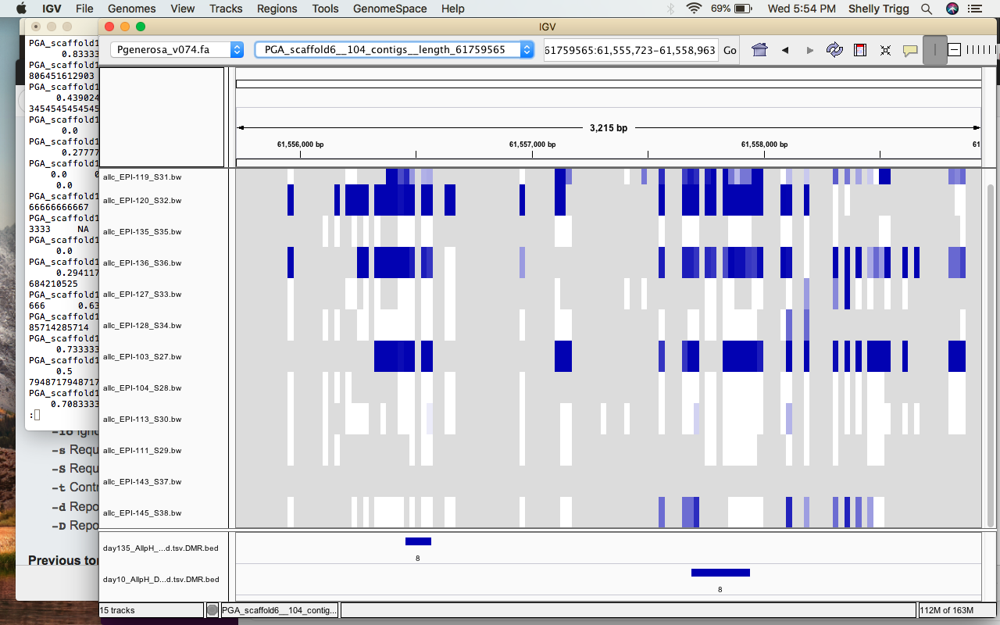 IGV File Genomes View Tracks Regions Tools GenomeSpace Help 69% Wed 5:54 PM Shelly Trigg
IGV
Pgenerosa_v074.fa PGA_scaffold6__104_contigs__length_61759565 61759565:61,555,723-61,558,963 Go
PGA_scaffold1
0.83333
806451612903
PGA_scaffold1
0.439024
3454545454545
PGA_scaffold1
0.0
PGA_scaffold1
0.27777
PGA_scaffold1
0.0
0.0
PGA_scaffold1
66666666667
PGA_scaffold1
3333 NA
PGA_scaffold1
0.0
PGA_scaffold1
0.294117
684210525
PGA_scaffold1
666 0.63
PGA_scaffold1
85714285714
PGA_scaffold1
0.733333
PGA_scaffold1
0.5
7948717948717
PGA_scaffold1
0.7083333
:
-s Requ
-S Requ
-t Contr
-d Repo
-D Repo
Previous to
3,215 bp
61,556,000 bp 61,557,000 bp 61,558,000 bp 61
allc_EPI-119_S31.bw
allc_EPI-120_S32.bw
allc_EPI-135_S35.bw
allc_EPI-136_S36.bw
allc_EPI-127_S33.bw
allc_EPI-128_S34.bw
allc_EPI-103_S27.bw
allc_EPI-104_S28.bw
allc_EPI-113_S30.bw
allc_EPI-111_S29.bw
allc_EPI-143_S37.bw
allc_EPI-145_S38.bw
day135_AllpH_...d.tsv.DMR.bed
8
day10_AllpH_D...d.tsv.DMR.bed
8
15 tracks PGA_scaffold6__104_contig... 112M of 163M